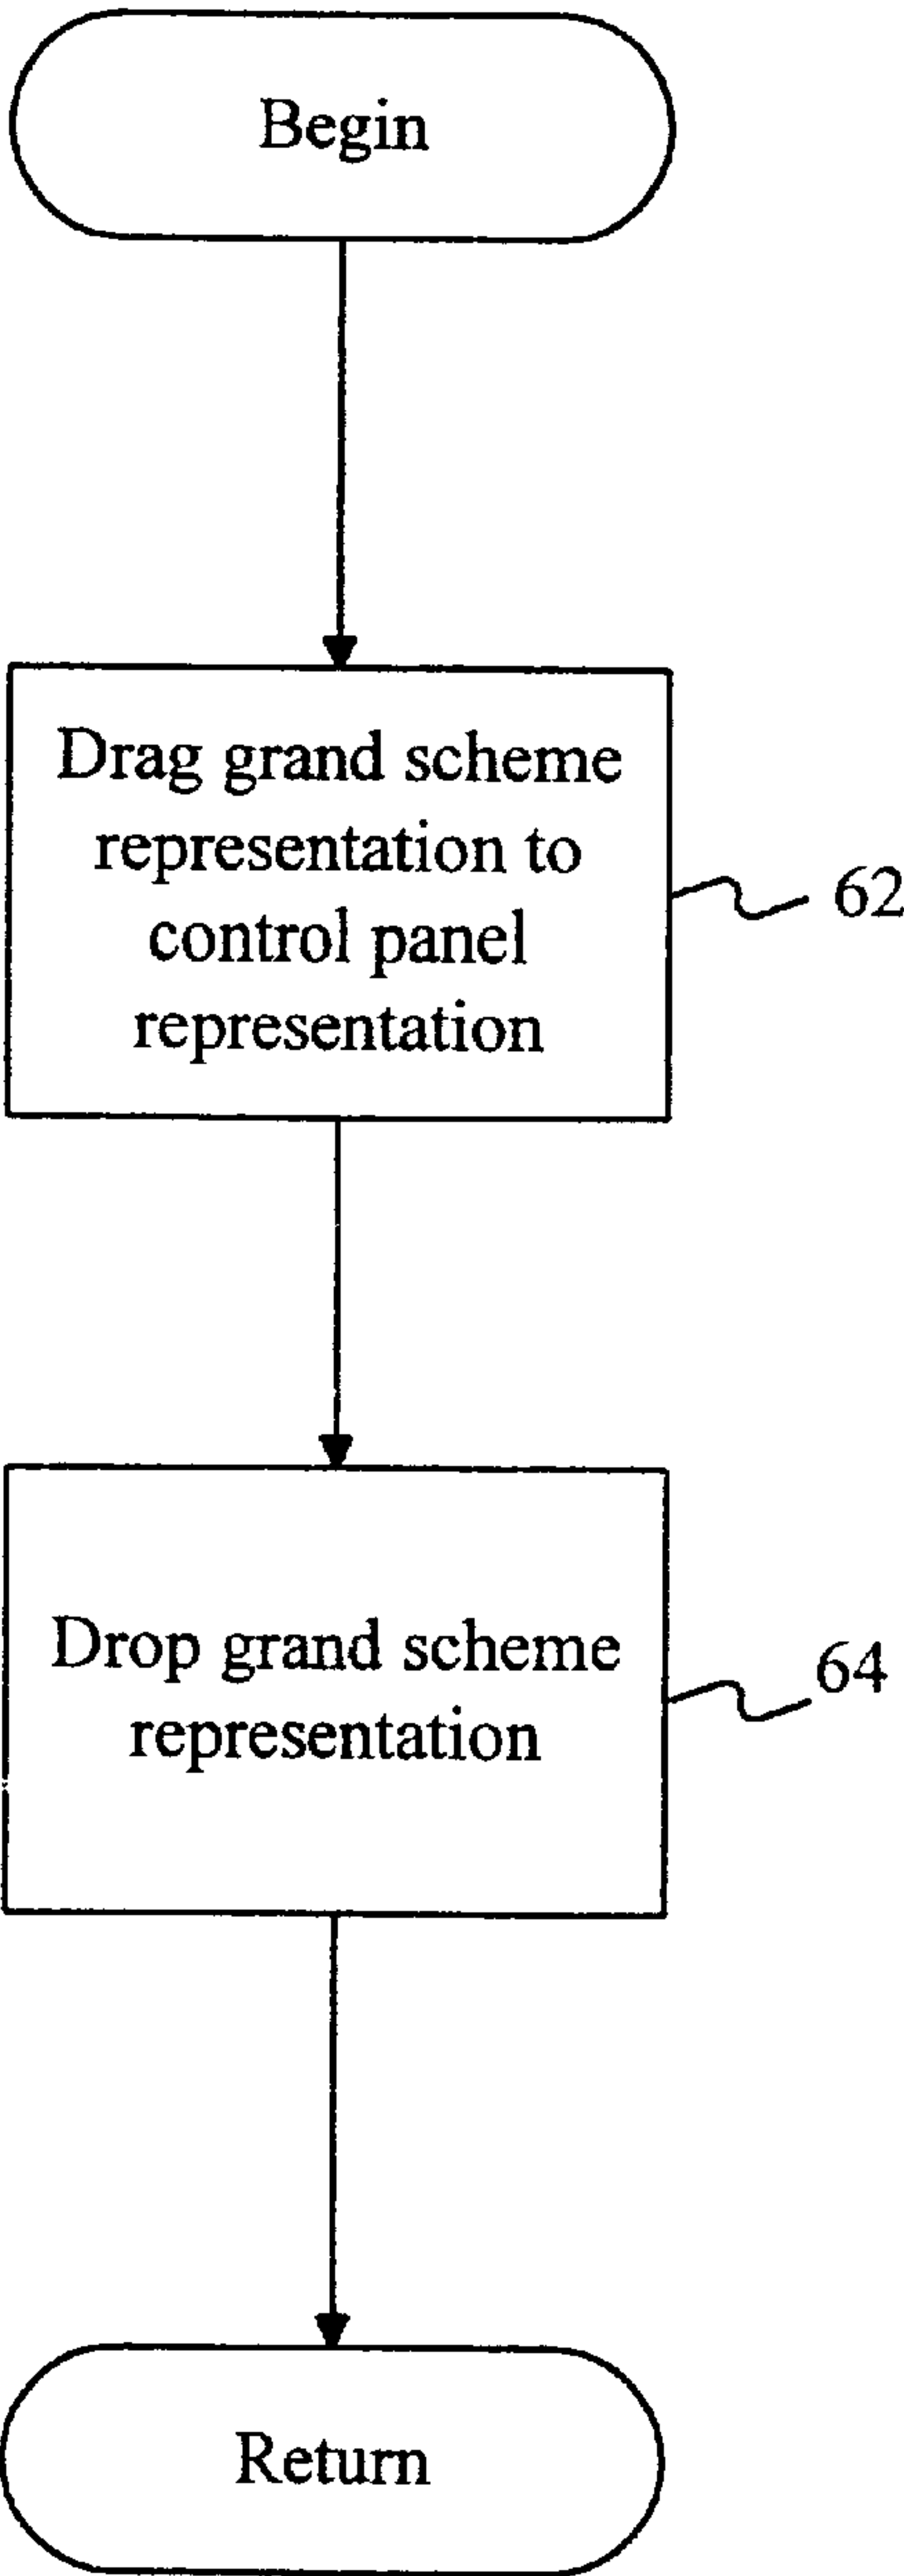 Begin
Drag grand scheme
representation to
control panel
representation
62
Drop grand scheme
representation
64
Return